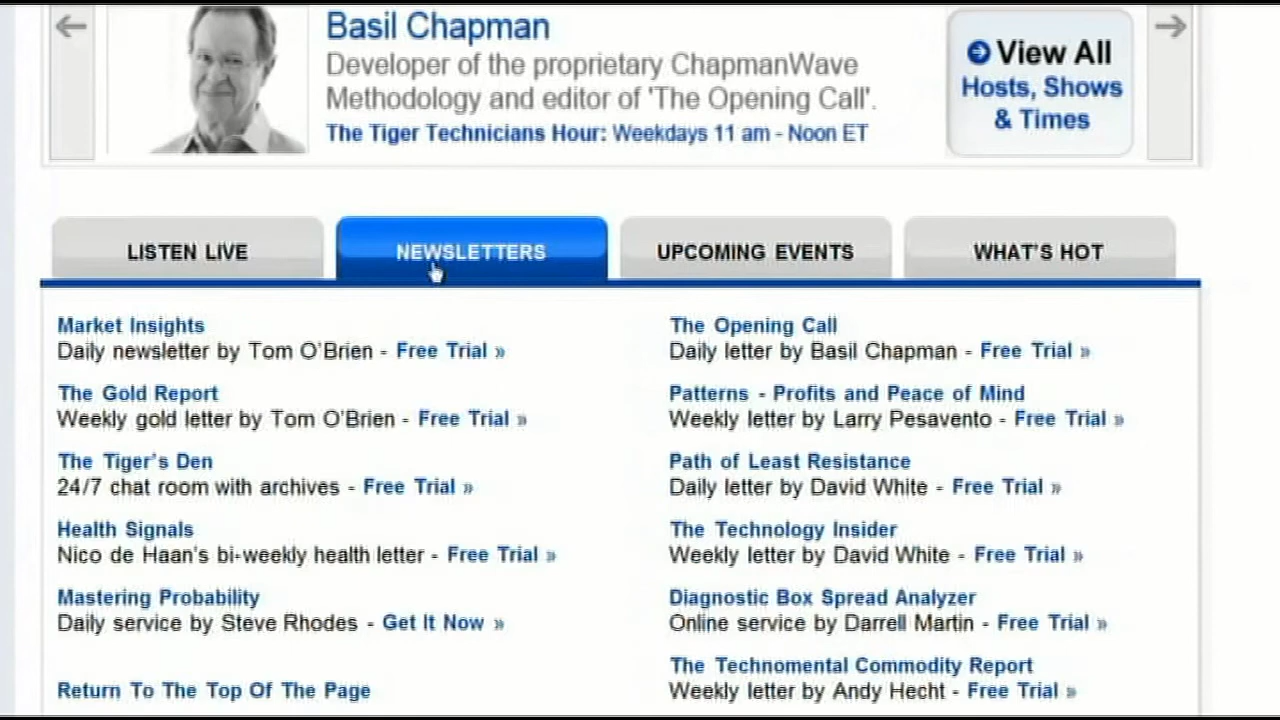 Basil Chapman
Developer of the proprietary ChapmanWave
Methodology and editor of 'The Opening Call'.
The Tiger Technicians Hour: Weekdays 11 am - Noon ET
View All
Hosts, Shows
& Times
LISTEN LIVE
NEWSLETTERS
UPCOMING EVENTS
WHAT'S HOT
Market Insights
Daily newsletter by Tom O'Brien - Free Trial »
The Gold Report
Weekly gold letter by Tom O'Brien - Free Trial »
The Tiger's Den
24/7 chat room with archives - Free Trial »
Health Signals
Nico de Haan's bi-weekly health letter - Free Trial »
Mastering Probability
Daily service by Steve Rhodes - Get It Now »
Return To The Top Of The Page
The Opening Call
Daily letter by Basil Chapman - Free Trial »
Patterns - Profits and Peace of Mind
Weekly letter by Larry Pesavento - Free Trial »
Path of Least Resistance
Daily letter by David White - Free Trial »
The Technology Insider
Weekly letter by David White - Free Trial »
Diagnostic Box Spread Analyzer
Online service by Darrell Martin - Free Trial »
The Technomental Commodity Report
Weekly letter by Andy Hecht - Free Trial »